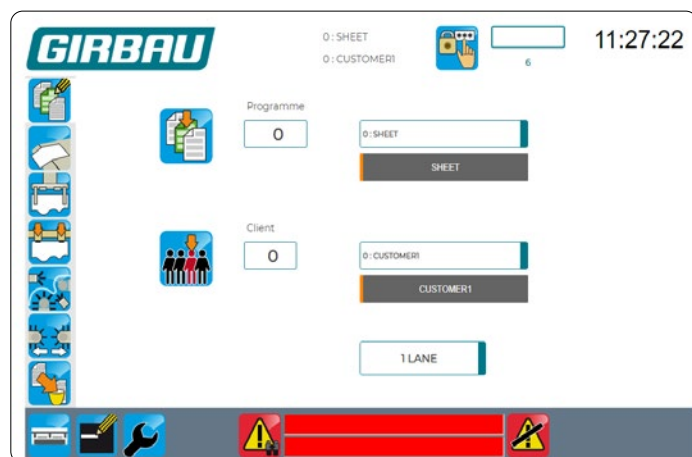 GIRBAU
0 : SHEET
0 : CUSTOMER1
6
11:27:22
Programme
0
0 : SHEET
SHEET
Client
0
0 : CUSTOMER1
CUSTOMER1
1 LANE